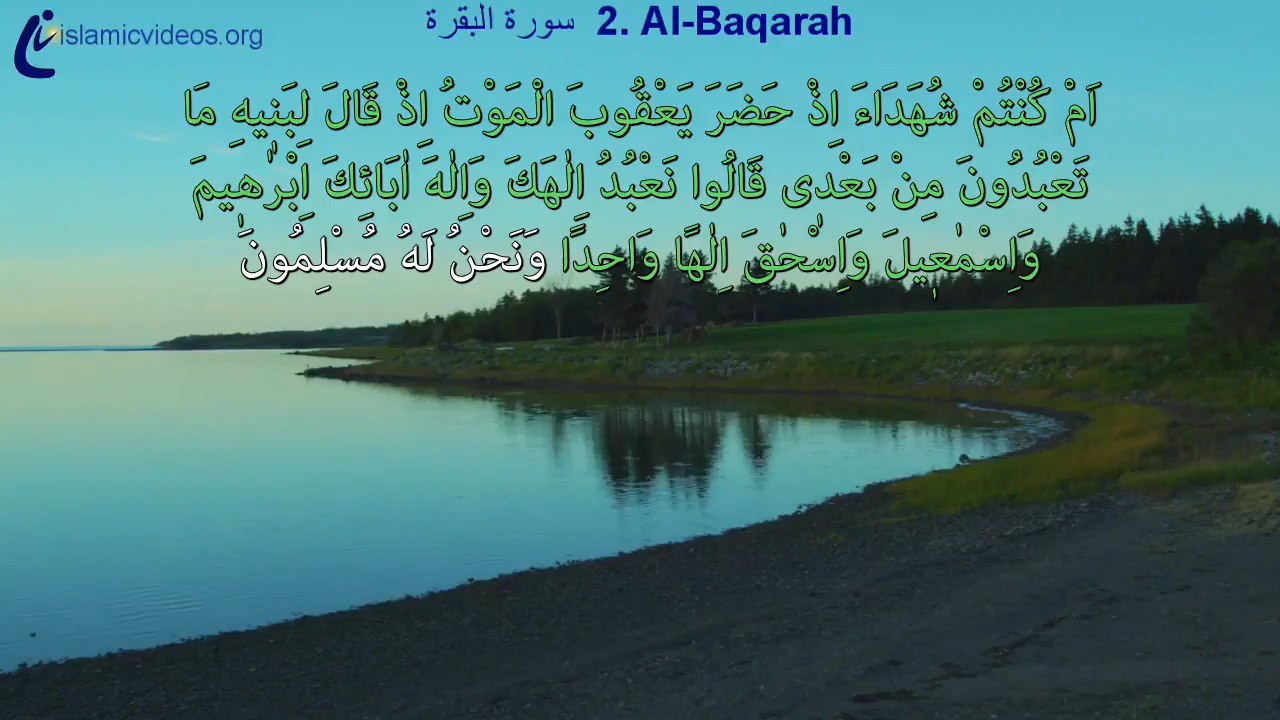 islamicvideos.org
سورة البقرة 2. Al-Baqarah
اَمْ كُنْتُمْ شُهَدَاءَ اِذْ حَضَرَ يَعْقُوبَ الْمَوْتُ اِذْ قَالَ لِبَنٖيهِ مَا
تَعْبُدُونَ مِنْ بَعْدٖى قَالُوا نَعْبُدُ اِلٰهَكَ وَاِلٰهَ اٰبَائِكَ اِبْرٰهٖيمَ
وَاِسْمٰعٖيلَ وَاِسْحٰقَ اِلٰهًا وَاحِدًا وَنَحْنُ لَهُ مُسْلِمُونَ